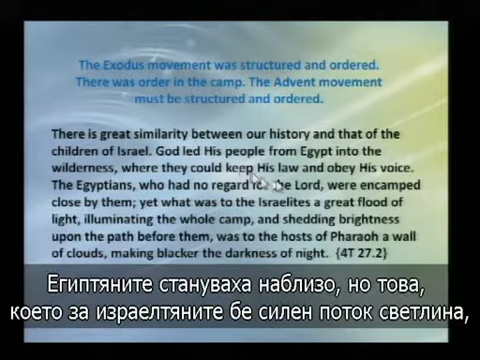 The Exodus movement was structured and ordered.
There was order in the camp. The Advent movement
must be structured and ordered.
There is great similarity between our history and that of the
children of Israel. God led His people from Egypt into the
wilderness, where they could keep His law and obey His voice.
The Egyptians, who had no regard for the Lord, were encamped
close by them; yet what was to the Israelites a great flood of
light, illuminating the whole camp, and shedding brightness
upon the path before them, was to the hosts of Pharaoh a wall
of clouds, making blacker the darkness of night. {4T 27.2}
Египтяните стануваха наблизо, но това,
което за израелтяните бе силен поток светлина,